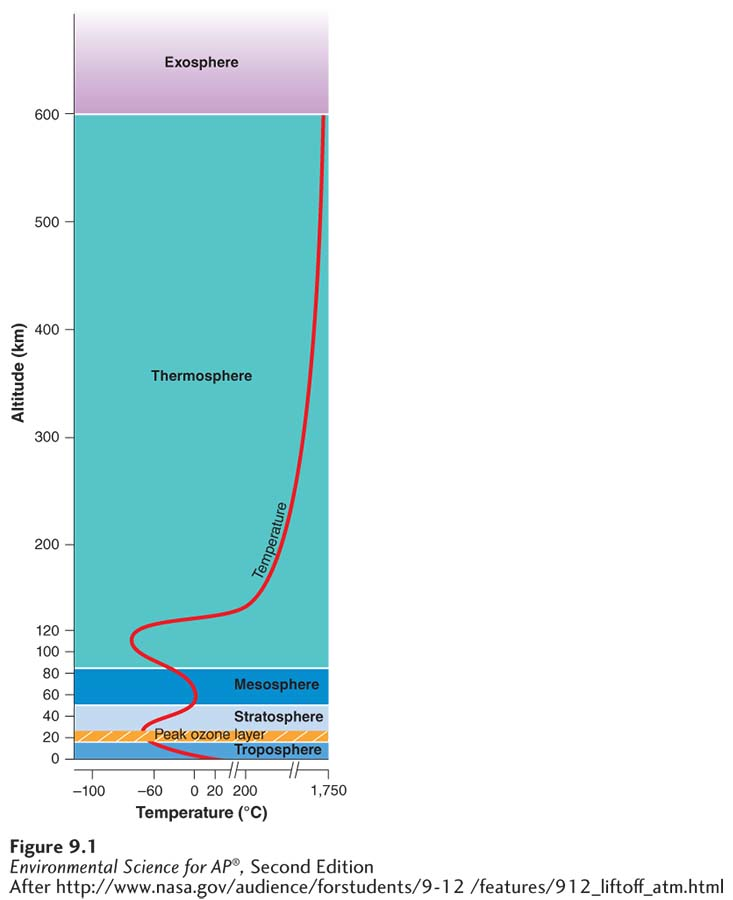 Exosphere
600
500
400
Thermosphere
300
Temperature
200
120
100
80
Mesosphere
60
40
Stratosphere
Peak ozone layer
20
Troposphere
0
Altitude (km)
–100 –60 0 20 200 1,750
Temperature (°C)
Figure 9.1
Environmental Science for AP®, Second Edition
After http://www.nasa.gov/audience/forstudents/9-12 /features/912_liftoff_atm.html